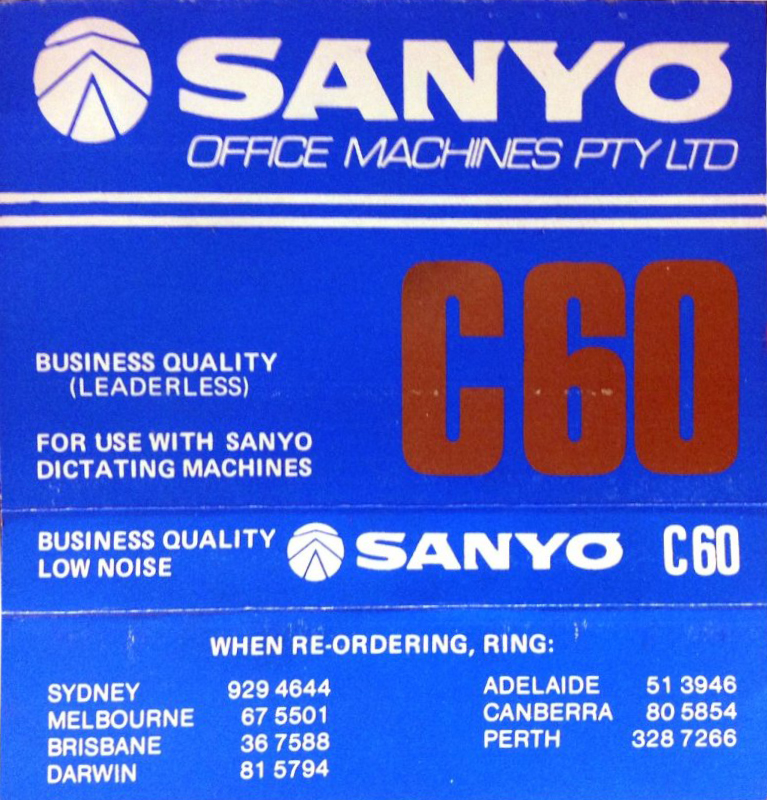 SANYO
OFFICE MACHINES PTY LTD
C60
BUSINESS QUALITY
(LEADERLESS)
FOR USE WITH SANYO
DICTATING MACHINES
BUSINESS QUALITY
LOW NOISE
SANYO
C60
WHEN RE-ORDERING, RING:
SYDNEY 929 4644
MELBOURNE 67 5501
BRISBANE 36 7588
DARWIN 81 5794
ADELAIDE 51 3946
CANBERRA 80 5854
PERTH 328 7266